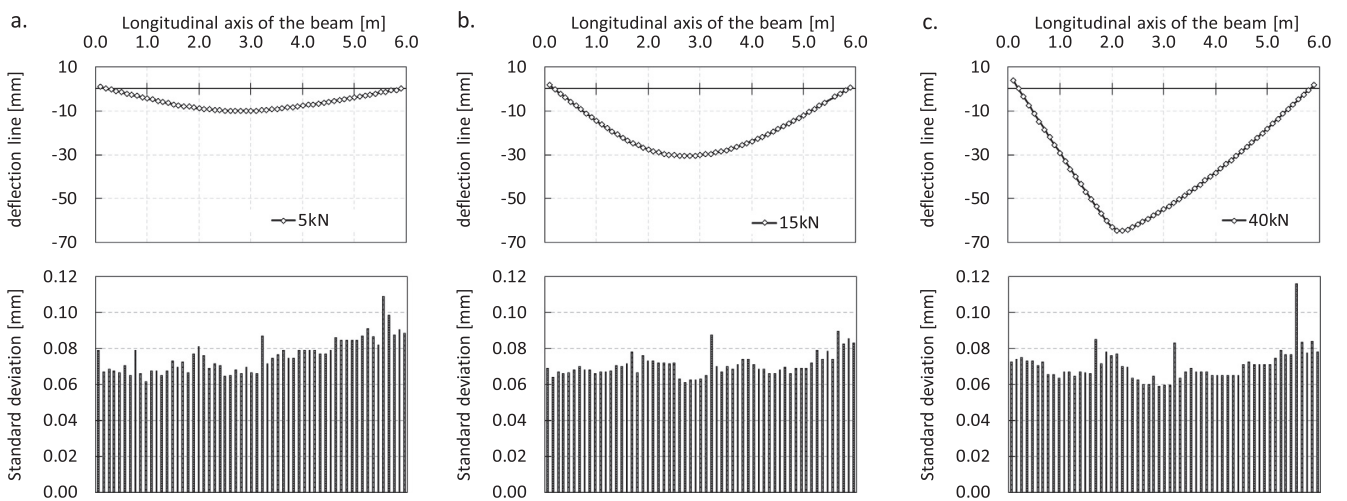 a.
Longitudinal axis of the beam [m]
0.0 1.0 2.0 3.0 4.0 5.0 6.0
deflection line [mm]
10
-10
-30
-50
-70
5kN
Standard deviation [mm]
0.12
0.10
0.08
0.06
0.04
0.02
0.00
b.
Longitudinal axis of the beam [m]
0.0 1.0 2.0 3.0 4.0 5.0 6.0
deflection line [mm]
10
-10
-30
-50
-70
15kN
Standard deviation [mm]
0.12
0.10
0.08
0.06
0.04
0.02
0.00
c.
Longitudinal axis of the beam [m]
0.0 1.0 2.0 3.0 4.0 5.0 6.0
deflection line [mm]
10
-10
-30
-50
-70
40kN
Standard deviation [mm]
0.12
0.10
0.08
0.06
0.04
0.02
0.00